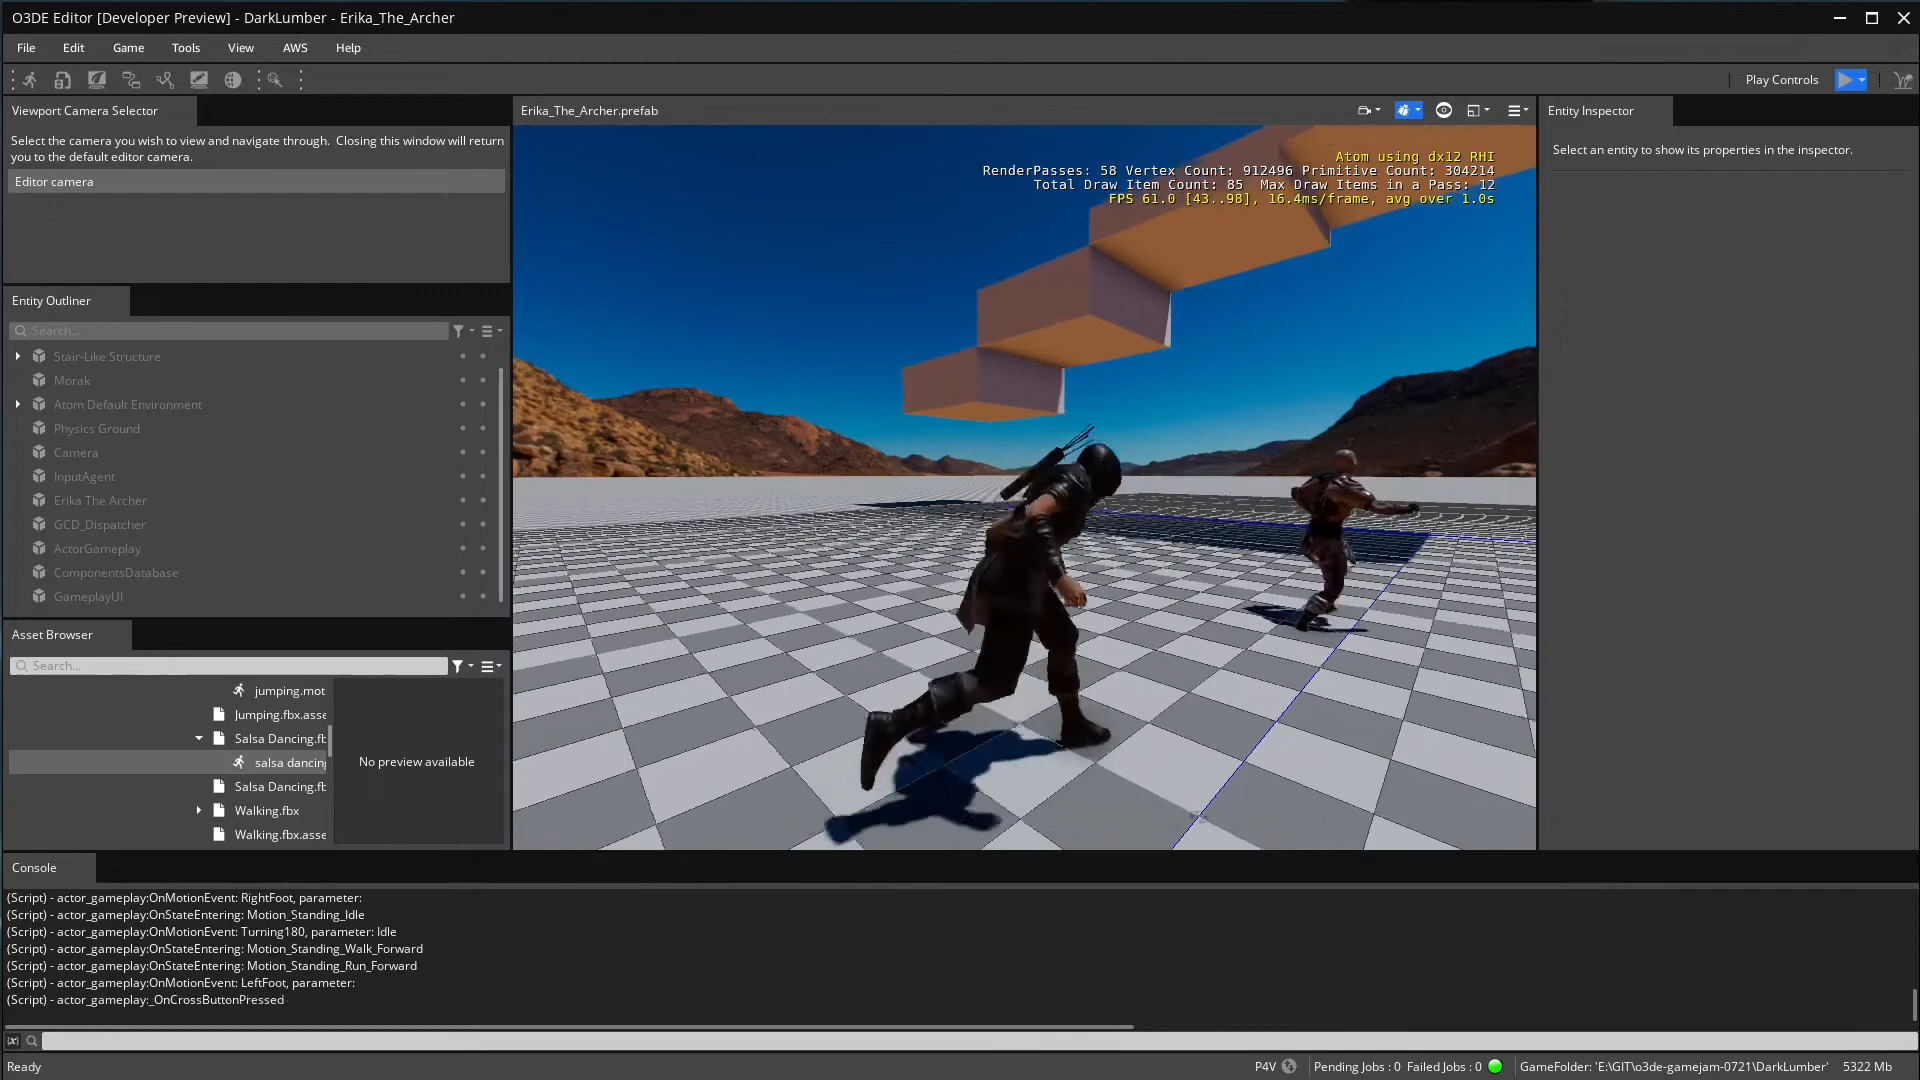 O3DE Editor [Developer Preview] - DarkLumber - Erika_The_Archer
File Edit Game Tools View AWS Help
Play Controls
Viewport Camera Selector
Select the camera you wish to view and navigate through. Closing this window will return
you to the default editor camera.
Editor camera
Entity Outliner
Search...
Stair-Like Structure
Morak
Atom Default Environment
Physics Ground
Camera
InputAgent
Erika The Archer
GCD_Dispatcher
ActorGameplay
ComponentsDatabase
GameplayUI
Asset Browser
Search...
jumping.mot
Jumping.fbx.asse
Salsa Dancing.fb
salsa dancing
Salsa Dancing.fb
Walking.fbx
Walking.fbx.asse
No preview available
Erika_The_Archer.prefab
Atom using dx12 RHI
RenderPasses: 58 Vertex Count: 912496 Primitive Count: 304214
Total Draw Item Count: 85 Max Draw Items in a Pass: 12
FPS 61.0 [43..98], 16.4ms/frame, avg over 1.0s
Entity Inspector
Select an entity to show its properties in the inspector.
Console
(Script) - actor_gameplay:OnMotionEvent: RightFoot, parameter:
(Script) - actor_gameplay:OnStateEntering: Motion_Standing_Idle
(Script) - actor_gameplay:OnMotionEvent: Turning180, parameter: Idle
(Script) - actor_gameplay:OnStateEntering: Motion_Standing_Walk_Forward
(Script) - actor_gameplay:OnStateEntering: Motion_Standing_Run_Forward
(Script) - actor_gameplay:OnMotionEvent: LeftFoot, parameter:
(Script) - actor_gameplay:_OnCrossButtonPressed
Ready
P4V
Pending Jobs : 0 Failed Jobs : 0
GameFolder: 'E:\GIT\o3de-gamejam-0721\DarkLumber'
5322 Mb